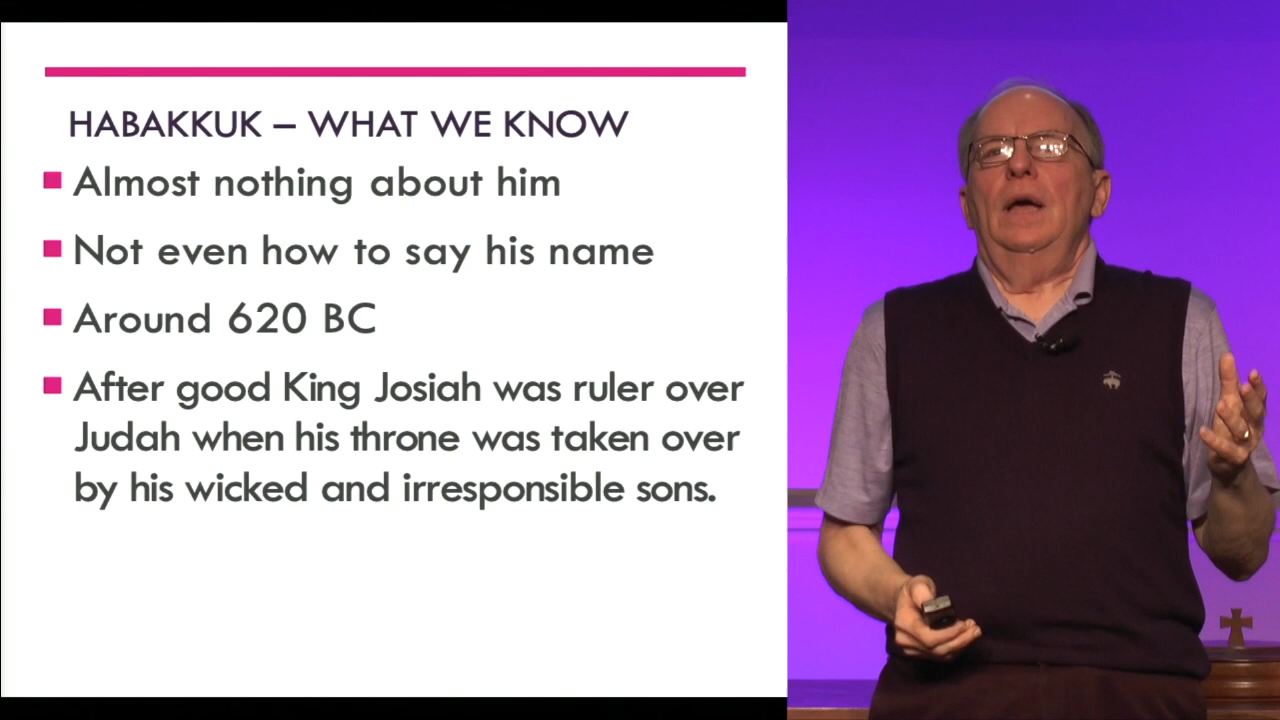 HABAKKUK – WHAT WE KNOW
Almost nothing about him
Not even how to say his name
Around 620 BC
After good King Josiah was ruler over
Judah when his throne was taken over
by his wicked and irresponsible sons.